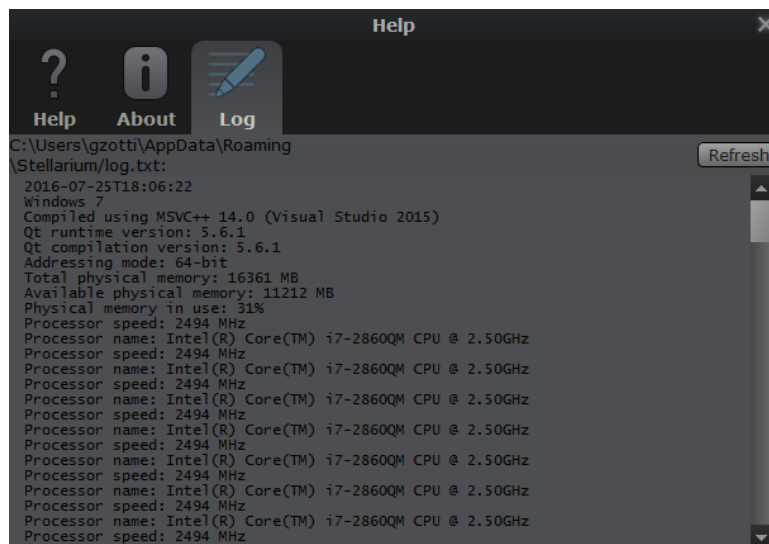 Help
Help
About
Log
C:\Users\gzotti\AppData\Roaming
\Stellarium/log.txt:
Refresh
2016-07-25T18:06:22
Windows 7
Compiled using MSVC++ 14.0 (Visual Studio 2015)
Qt runtime version: 5.6.1
Qt compilation version: 5.6.1
Addressing mode: 64-bit
Total physical memory: 16361 MB
Available physical memory: 11212 MB
Physical memory in use: 31%
Processor speed: 2494 MHz
Processor name: Intel(R) Core(TM) i7-2860QM CPU @ 2.50GHz
Processor speed: 2494 MHz
Processor name: Intel(R) Core(TM) i7-2860QM CPU @ 2.50GHz
Processor speed: 2494 MHz
Processor name: Intel(R) Core(TM) i7-2860QM CPU @ 2.50GHz
Processor speed: 2494 MHz
Processor name: Intel(R) Core(TM) i7-2860QM CPU @ 2.50GHz
Processor speed: 2494 MHz
Processor name: Intel(R) Core(TM) i7-2860QM CPU @ 2.50GHz
Processor speed: 2494 MHz
Processor name: Intel(R) Core(TM) i7-2860QM CPU @ 2.50GHz
Processor speed: 2494 MHz
Processor name: Intel(R) Core(TM) i7-2860QM CPU @ 2.50GHz
Processor speed: 2494 MHz